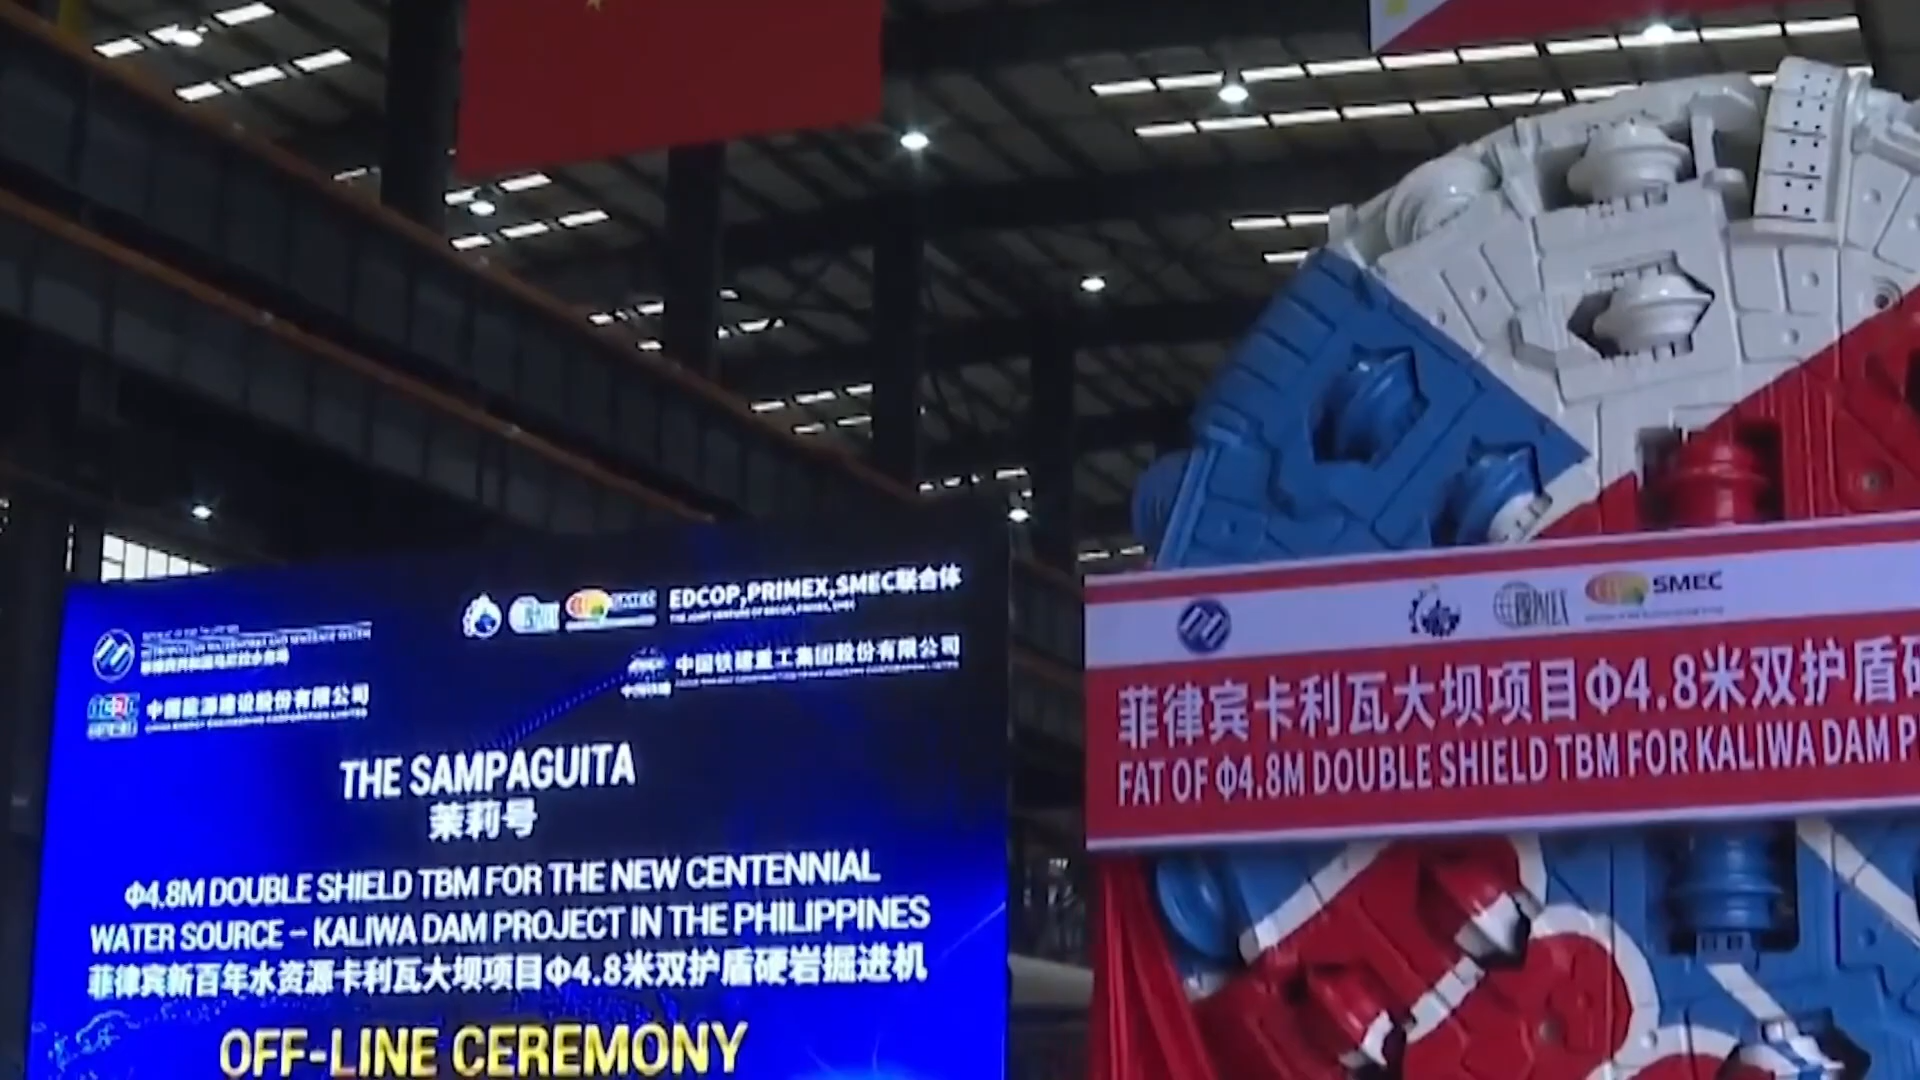 EDCOP,PRIMEX,SMEC联合体
THE JOINT VENTURE OF EDCOP, PRIMEX, SMEC
中国能源建设股份有限公司
CHINA ENERGY ENGINEERING CORPORATION LIMITED
中国铁建重工集团股份有限公司
THE SAMPAGUITA
茉莉号
Φ4.8M DOUBLE SHIELD TBM FOR THE NEW CENTENNIAL
WATER SOURCE – KALIWA DAM PROJECT IN THE PHILIPPINES
菲律宾新百年水资源卡利瓦大坝项目Φ4.8米双护盾硬岩掘进机
OFF-LINE CEREMONY
PRIMEX
SMEC
菲律宾卡利瓦大坝项目Φ4.8米双护盾硬
FAT OF Φ4.8M DOUBLE SHIELD TBM FOR KALIWA DAM P